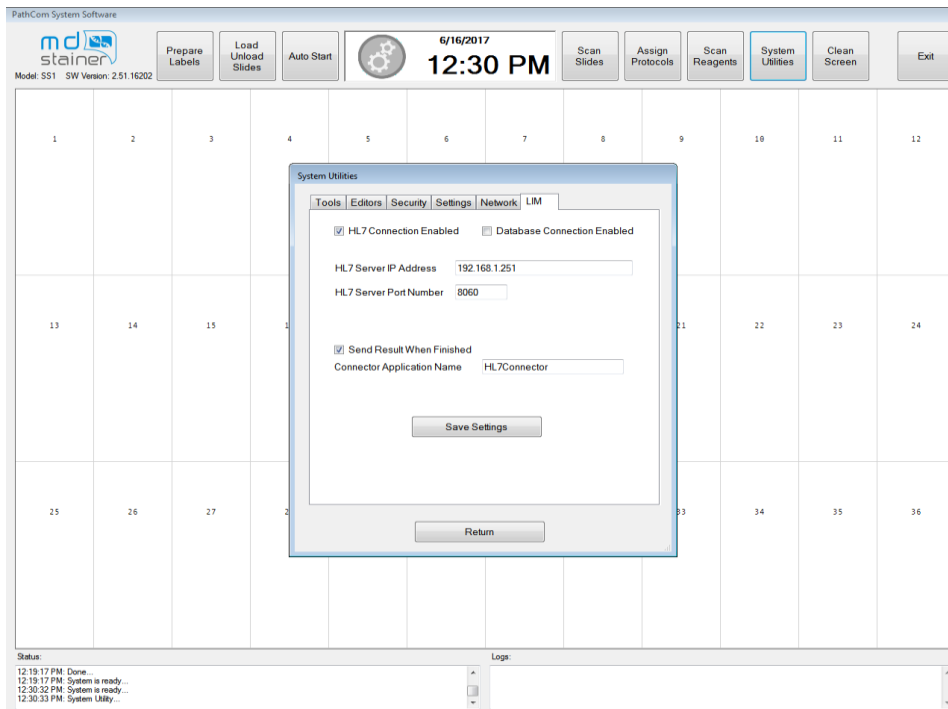 PathCom System Software
md
stainer
Model: SS1 SW Version: 2.51.16202
Prepare
Labels
Load
Unload
Slides
Auto Start
6/16/2017
12:30 PM
Scan
Slides
Assign
Protocols
Scan
Reagents
System
Utilities
Clean
Screen
Exit
1 2 3 4 5 6 7 8 9 10 11 12
System Utilities
Tools Editors Security Settings Network LIM
HL7 Connection Enabled Database Connection Enabled
HL7 Server IP Address 192.168.1.251
HL7 Server Port Number 8060
13 14 15 1 21 22 23 24
Send Result When Finished
Connector Application Name HL7Connector
Save Settings
25 26 27 2 33 34 35 36
Return
Status: Logs:
12:19:17 PM: Done...
12:19:17 PM: System is ready...
12:30:32 PM: System is ready...
12:30:33 PM: System Utility...